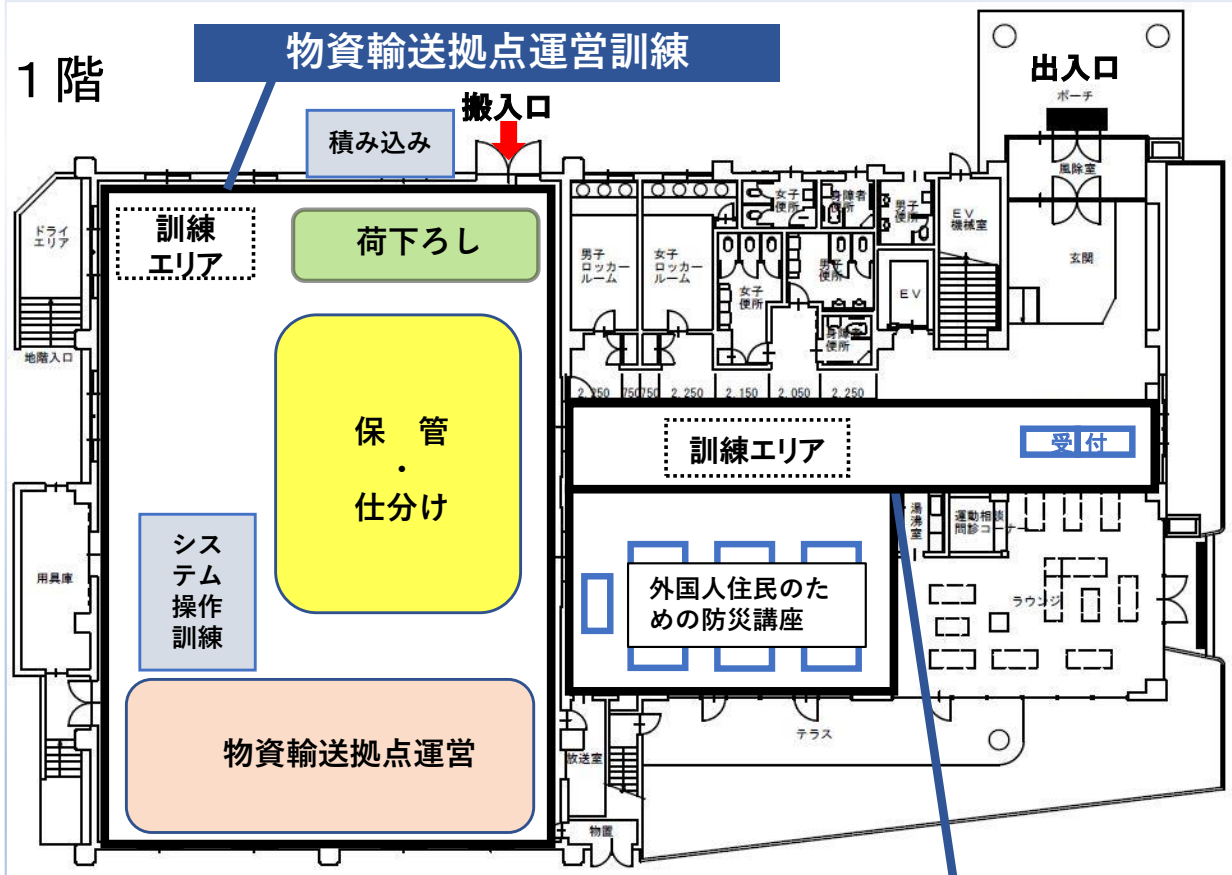 物資輸送拠点運営訓練
1階
出入口
ポーチ
搬入口
積み込み
風除室
女子
便所
身障者
便所
男子
便所
EV
機械室
訓練
エリア
荷下ろし
ドライ
エリア
男子
ロッカー
ルーム
女子
ロッカー
ルーム
玄関
男子
便所
女子
便所
EV
身障者
便所
地階入口
2,250
750
750
2,250
2,150
2,050
2,250
保 管
・
仕分け
訓練エリア
受付
湯沸室
運動相談
問診コーナー
シス
テム
操作
訓練
用具庫
外国人住民のた
めの防災講座
ラウンジ
物資輸送拠点運営
テラス
放送室
物置